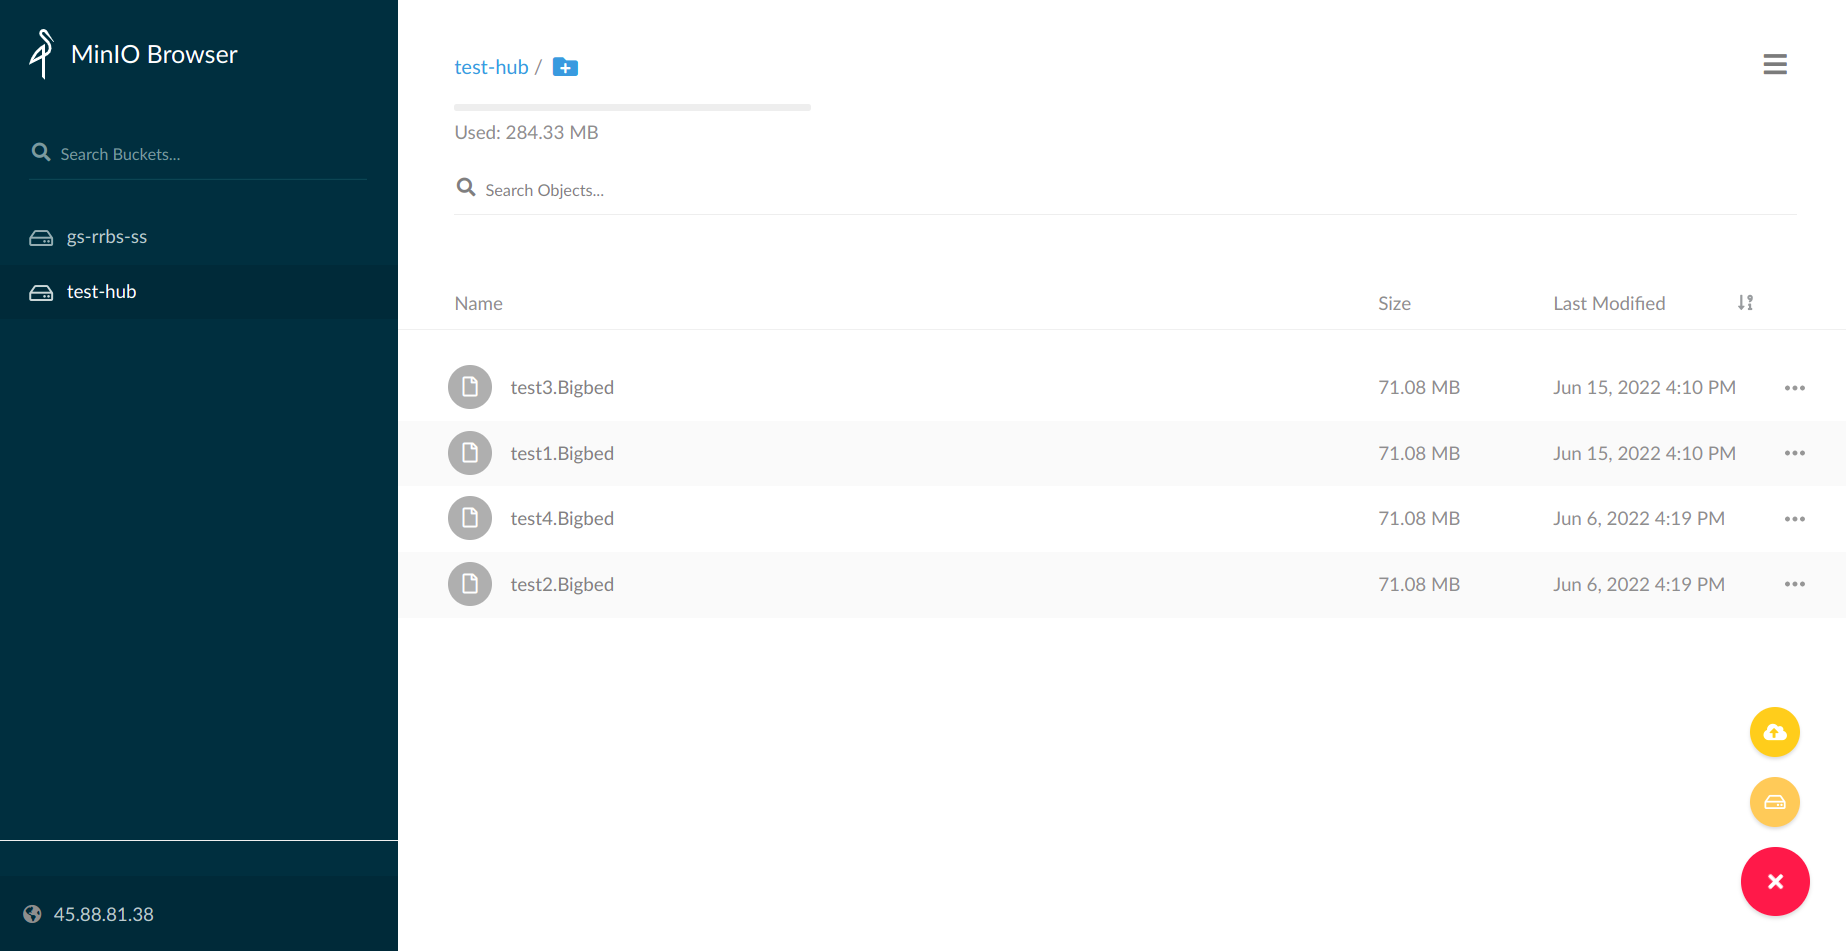 MinIO Browser
Search Buckets...
gs-rrbs-ss
test-hub
45.88.81.38
test-hub /
Used: 284.33 MB
Search Objects...
Name Size Last Modified
test3.Bigbed 71.08 MB Jun 15, 2022 4:10 PM
test1.Bigbed 71.08 MB Jun 15, 2022 4:10 PM
test4.Bigbed 71.08 MB Jun 6, 2022 4:19 PM
test2.Bigbed 71.08 MB Jun 6, 2022 4:19 PM